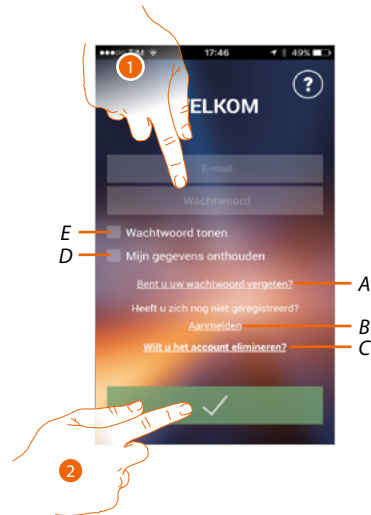 1
17:46
49%
?
ELKOM
E-mail
Wachtwoord
E
Wachtwoord tonen
D
Mijn gegevens onthouden
Bent u uw wachtwoord vergeten?
A
Heeft u zich nog niet geregistreerd?
Aanmelden
B
Wilt u het account elimineren?
C
2